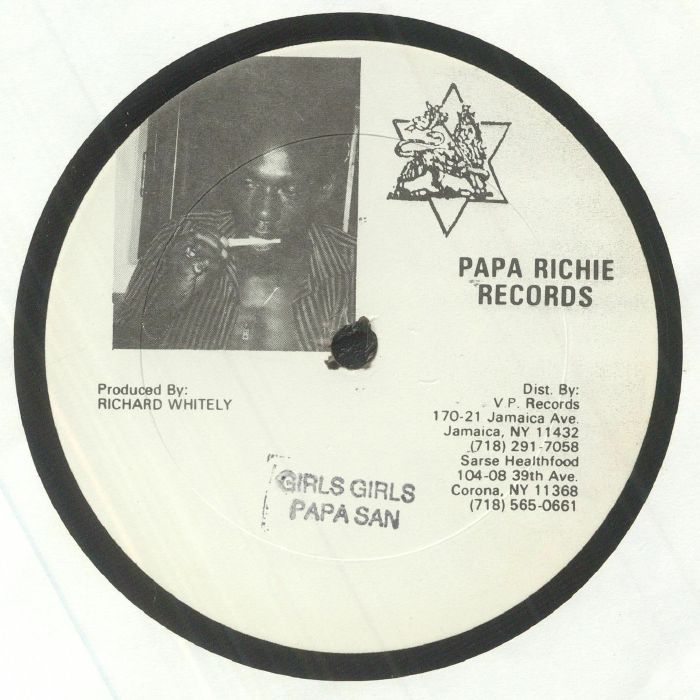 PAPA RICHIE
RECORDS
Produced By:
RICHARD WHITELY
Dist. By:
V.P. Records
170-21 Jamaica Ave.
Jamaica, NY 11432
(718) 291-7058
Sarse Healthfood
104-08 39th Ave.
Corona, NY 11368
(718) 565-0661
GIRLS GIRLS
PAPA SAN